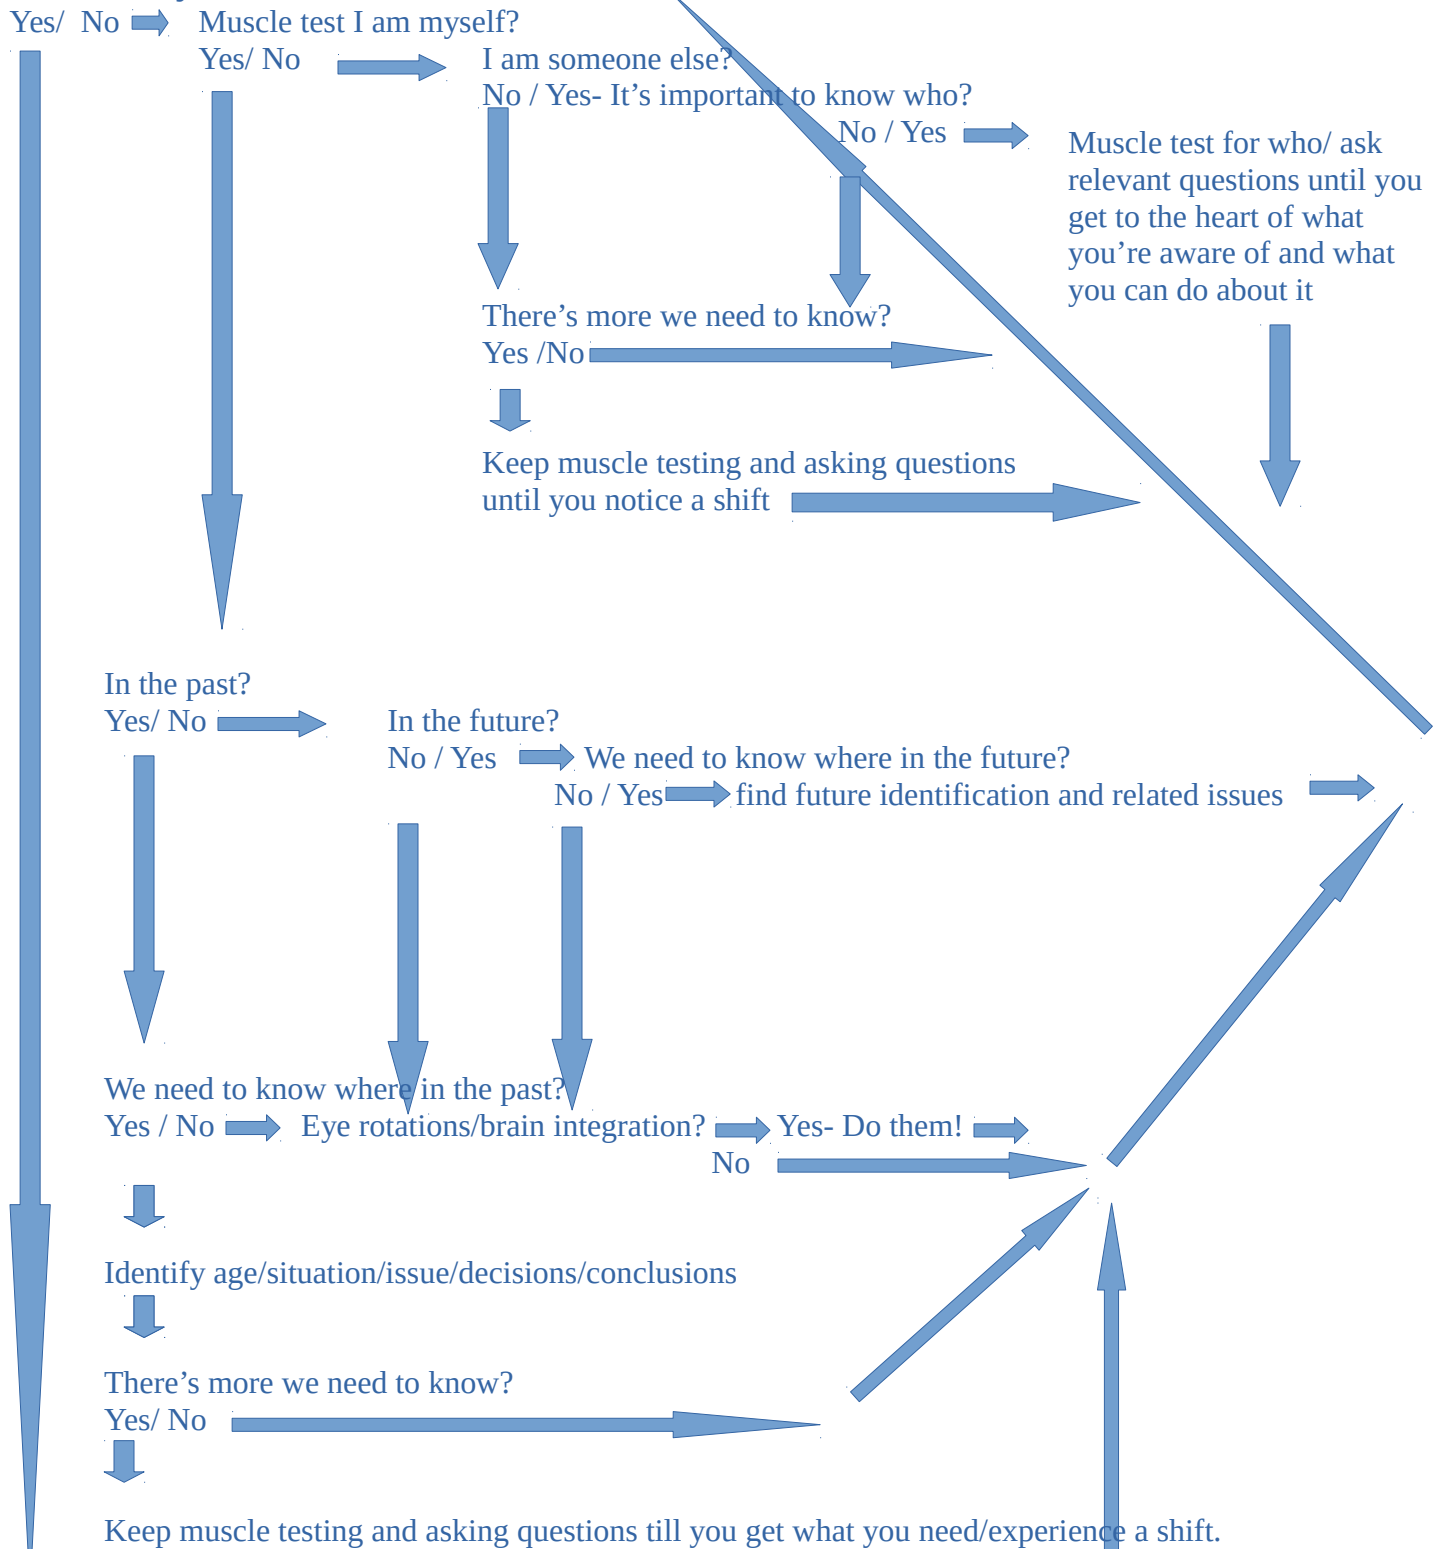 Yes/  No
Muscle test I am myself?
Yes/ No
I am someone else?
No / Yes- It’s important to know who?
No / Yes
Muscle test for who/ ask
relevant questions until you
get to the heart of what
you’re aware of and what
you can do about it
There’s more we need to know?
Yes /No
Keep muscle testing and asking questions
until you notice a shift
In the past?
Yes/ No
In the future?
No / Yes
We need to know where in the future?
No / Yes
find future identification and related issues
We need to know where in the past?
Yes / No
Eye rotations/brain integration?
Yes- Do them!
No
Identify age/situation/issue/decisions/conclusions
There’s more we need to know?
Yes/ No
Keep muscle testing and asking questions till you get what you need/experience a shift.